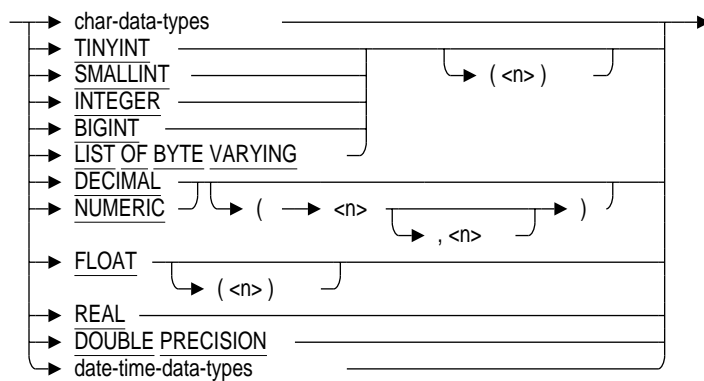 char-data-types
TINYINT
SMALLINT
INTEGER
BIGINT
LIST OF BYTE VARYING
( <n> )
DECIMAL
NUMERIC
( <n> , <n> )
FLOAT
( <n> )
REAL
DOUBLE PRECISION
date-time-data-types